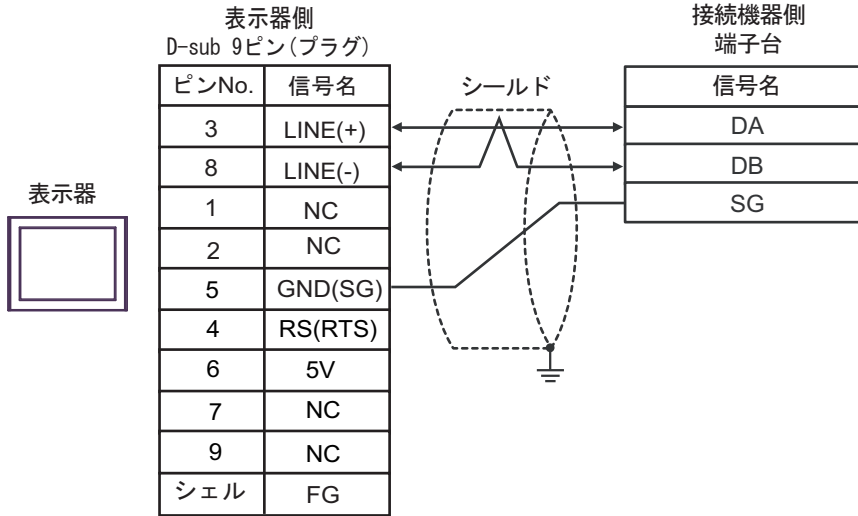 表示器側
D-sub 9ピン(プラグ)
接続機器側
端子台
ピンNo. 信号名
シールド
信号名
3 LINE(+)
DA
8 LINE(-)
DB
表示器
1 NC
SG
2 NC
5 GND(SG)
4 RS(RTS)
6 5V
7 NC
9 NC
シェル FG